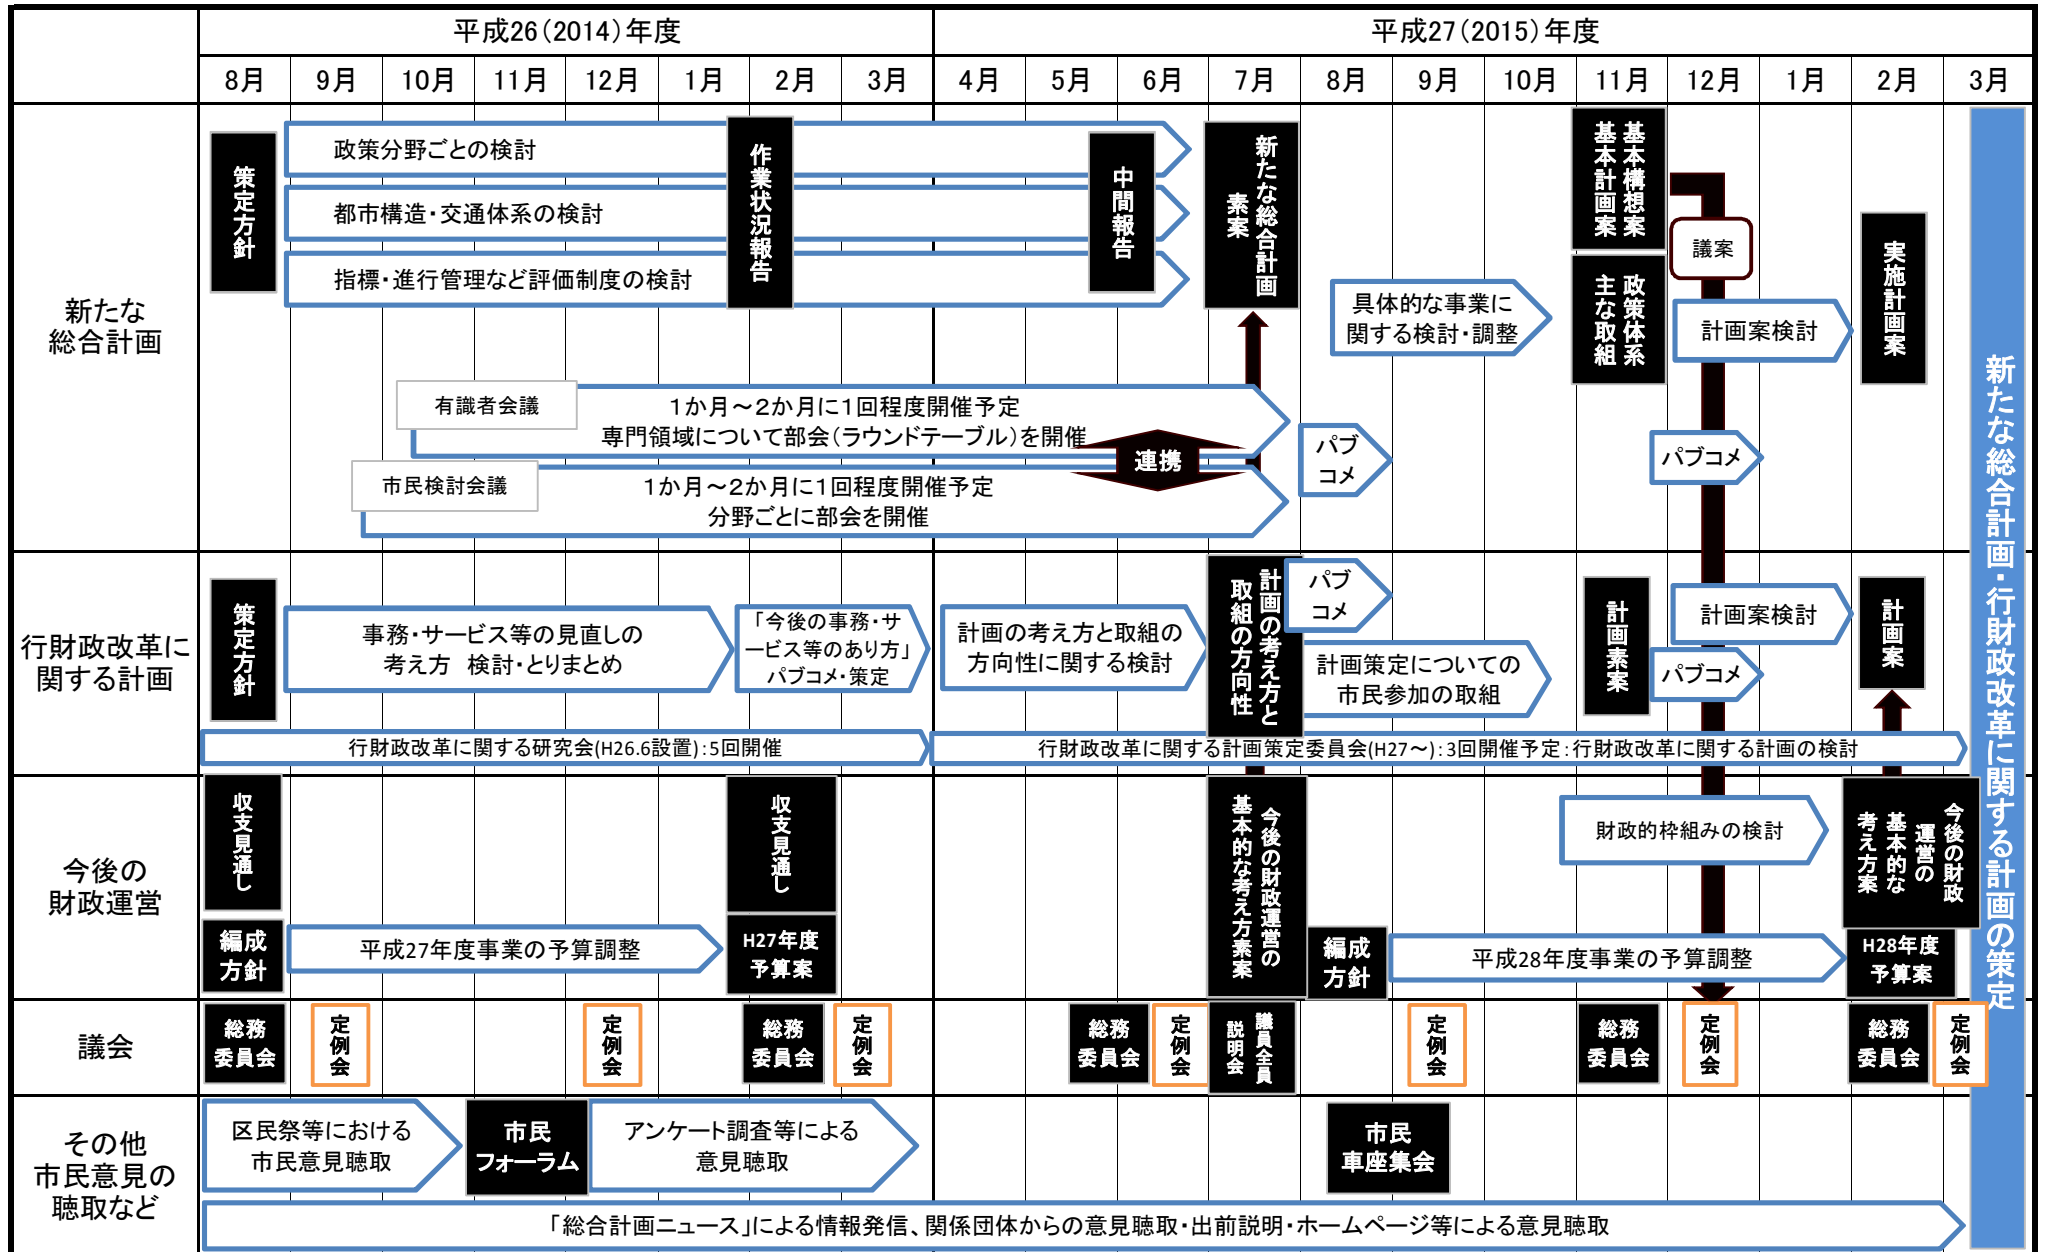 平成26(2014)年度
平成27(2015)年度
8月
9月
10月
11月
12月
1月
2月
3月
4月
5月
6月
7月
8月
9月
10月
11月
12月
1月
2月
3月
新たな
総合計画
策定方針
政策分野ごとの検討
都市構造・交通体系の検討
指標・進行管理など評価制度の検討
作業状況報告
中間報告
新たな総合計画
素案
具体的な事業に
関する検討・調整
基本構想案
基本計画案
政策体系
主な取組
議案
計画案検討
実施計画案
有識者会議
1か月～2か月に1回程度開催予定
専門領域について部会(ラウンドテーブル)を開催
連携
市民検討会議
1か月～2か月に1回程度開催予定
分野ごとに部会を開催
パブ
コメ
パブコメ
行財政改革に
関する計画
策定方針
事務・サービス等の見直しの
考え方　検討・とりまとめ
「今後の事務・サ
ービス等のあり方」
パブコメ・策定
計画の考え方と取組の
方向性に関する検討
計画の考え方と
取組の方向性
パブ
コメ
計画策定についての
市民参加の取組
計画素案
計画案検討
パブコメ
計画案
行財政改革に関する研究会(H26.6設置):5回開催
行財政改革に関する計画策定委員会(H27～):3回開催予定:行財政改革に関する計画の検討
今後の
財政運営
収支見通し
収支見通し
今後の財政運営の
基本的な考え方素案
財政的枠組みの検討
今後の財政
運営の
基本的な
考え方案
編成
方針
平成27年度事業の予算調整
H27年度
予算案
編成
方針
平成28年度事業の予算調整
H28年度
予算案
議会
総務
委員会
定例会
定例会
総務
委員会
定例会
総務
委員会
定例会
議員全員
説明会
定例会
総務
委員会
定例会
総務
委員会
定例会
その他
市民意見の
聴取など
区民祭等における
市民意見聴取
市民
フォーラム
アンケート調査等による
意見聴取
市民
車座集会
「総合計画ニュース」による情報発信、関係団体からの意見聴取・出前説明・ホームページ等による意見聴取
新たな総合計画・行財政改革に関する計画の策定